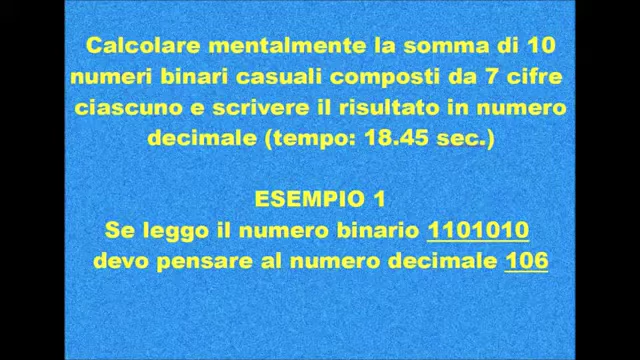 Calcolare mentalmente la somma di 10
numeri binari casuali composti da 7 cifre
ciascuno e scrivere il risultato in numero
decimale (tempo: 18.45 sec.)
ESEMPIO 1
Se leggo il numero binario 1101010
devo pensare al numero decimale 106